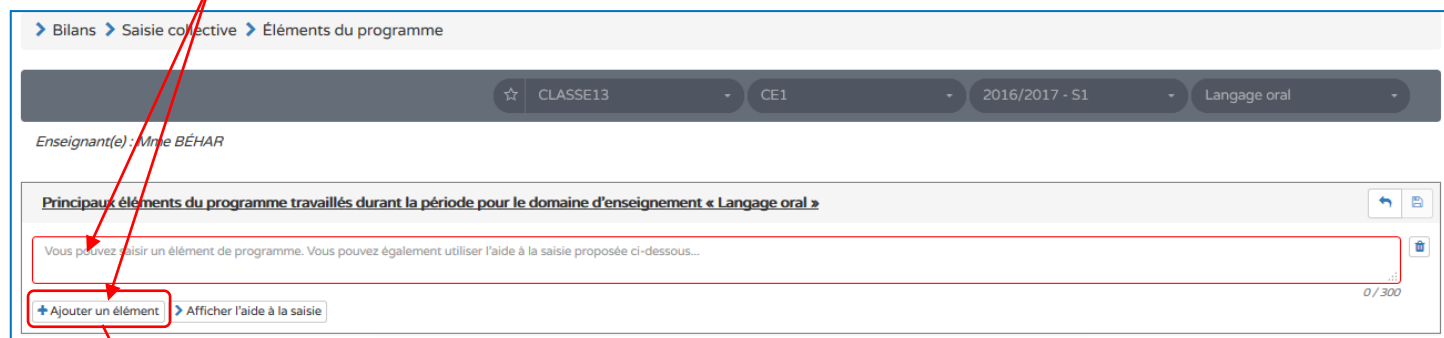 Bilans Saisie collective Éléments du programme
CLASSE13 CE1 2016/2017 - S1 Langage oral
Enseignant(e) : Mme BÉHAR
Principaux éléments du programme travaillés durant la période pour le domaine d'enseignement « Langage oral »
Vous pouvez saisir un élément de programme. Vous pouvez également utiliser l'aide à la saisie proposée ci-dessous...
0 / 300
Ajouter un élément Afficher l'aide à la saisie